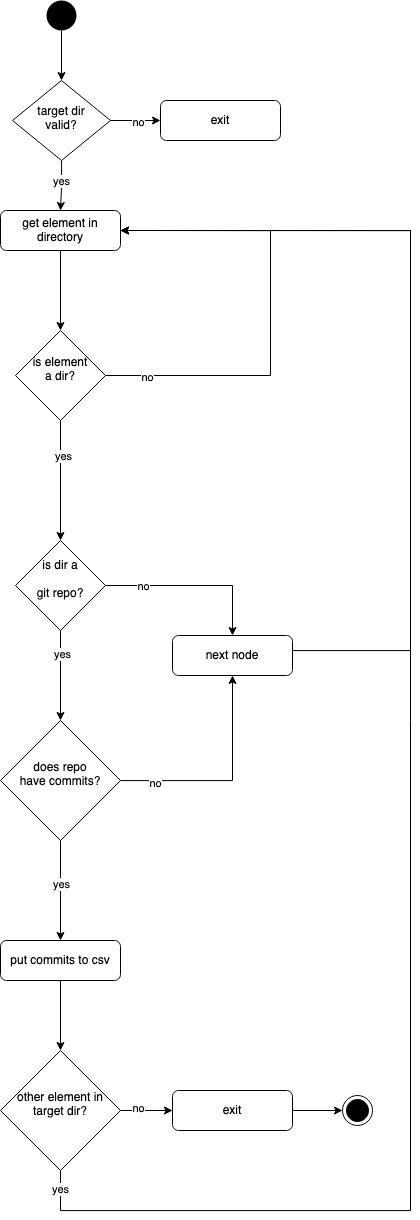 target dir
valid?
no
exit
yes
get element in
directory
is element
a dir?
no
yes
is dir a
git repo?
no
yes
next node
does repo
have commits?
no
yes
put commits to csv
other element in
target dir?
no
exit
yes